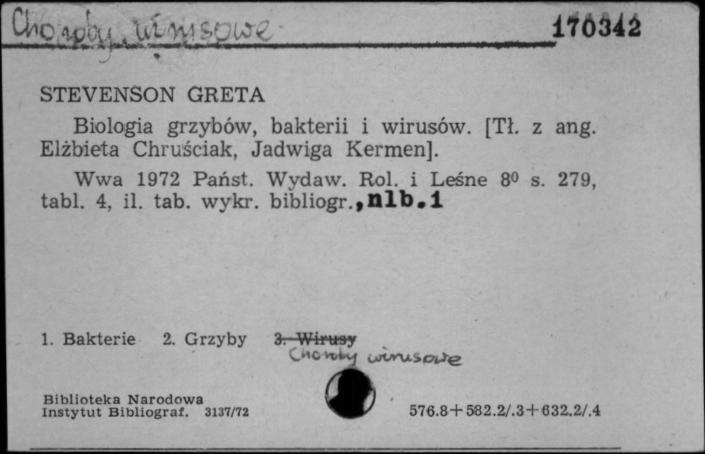 Choroby wirusowe 170342
STEVENSON GRETA
Biologia grzybów, bakterii i wirusów. [Tł. z ang.
Elżbieta Chruściak, Jadwiga Kermen].
Wwa 1972 Państ. Wydaw. Rol. i Leśne 8⁰ s. 279,
tabl. 4, il. tab. wykr. bibliogr., nlb.1
1. Bakterie 2. Grzyby 3. Wirusy
Choroby wirusowe
Biblioteka Narodowa
Instytut Bibliograf. 3137/72 576.8+582.2/.3+632.2/.4